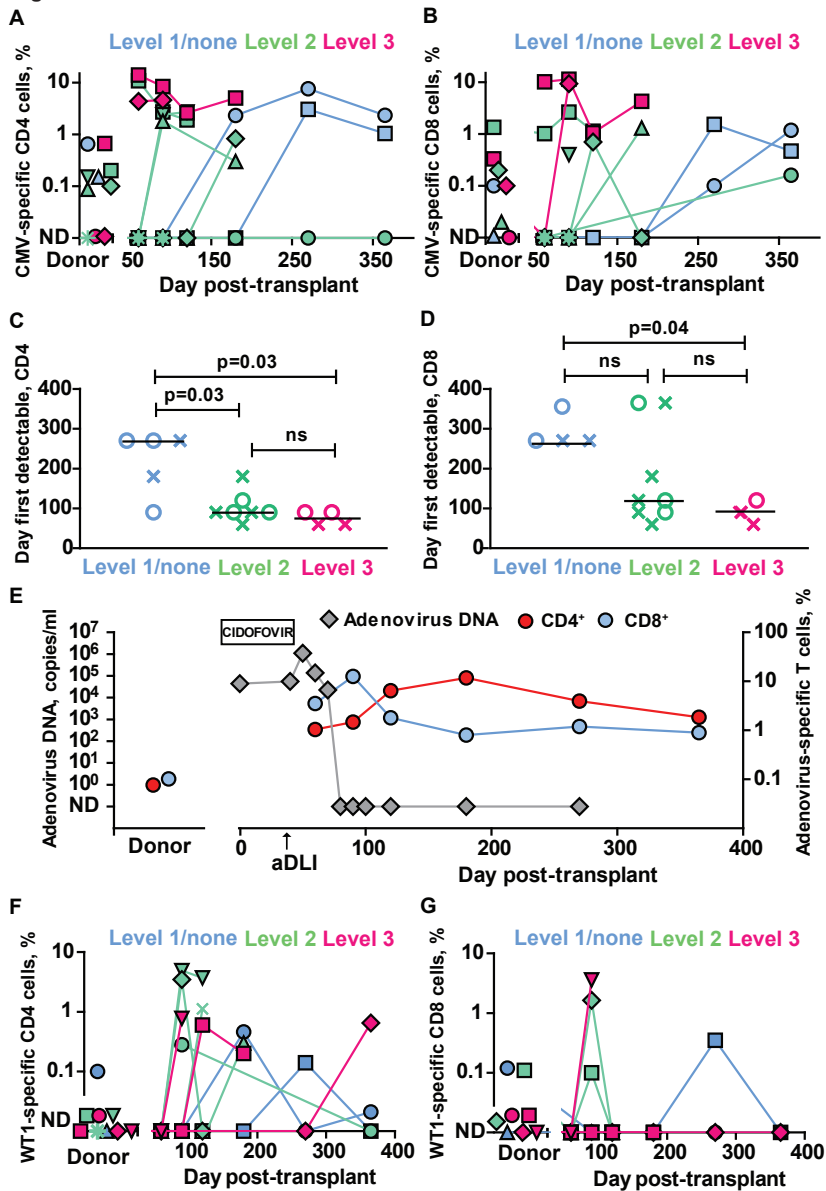 A
B
Level 1/none Level 2 Level 3
Level 1/none Level 2 Level 3
CMV-specific CD4 cells, %
10
1
0.1
ND
Donor
50 150 250 350
Day post-transplant
CMV-specific CD8 cells, %
10
1
0.1
ND
Donor
50 150 250 350
Day post-transplant
C
Day first detectable, CD4
400
300
200
100
0
p=0.03
p=0.03
ns
Level 1/none Level 2 Level 3
D
Day first detectable, CD8
400
300
200
100
0
p=0.04
ns
ns
Level 1/none Level 2 Level 3
E
CIDOFOVIR
Adenovirus DNA CD4⁺ CD8⁺
Adenovirus DNA, copies/ml
10⁷
10⁶
10⁵
10⁴
10³
10²
10¹
10⁰
ND
Donor
0 100 200 300 400
aDLI
Day post-transplant
Adenovirus-specific T cells, %
100
10
1
0.1
F
Level 1/none Level 2 Level 3
WT1-specific CD4 cells, %
10
1
0.1
ND
Donor
100 200 300 400
Day post-transplant
G
Level 1/none Level 2 Level 3
WT1-specific CD8 cells, %
10
1
0.1
ND
Donor
100 200 300 400
Day post-transplant